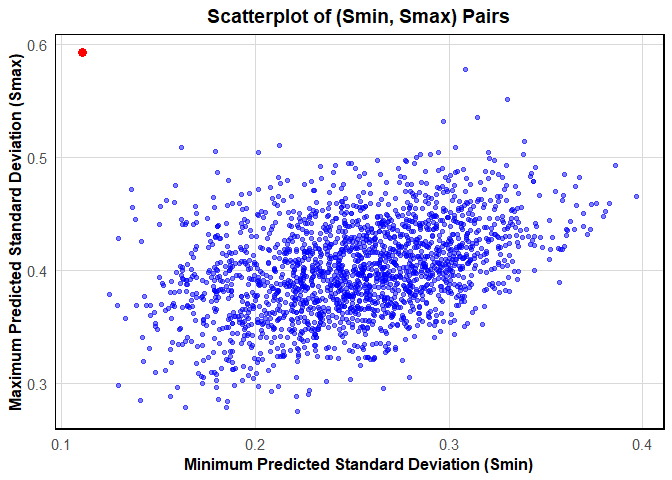 Scatterplot of (Smin, Smax) Pairs
Maximum Predicted Standard Deviation (Smax)
0.6
0.5
0.4
0.3
0.1
0.2
0.3
0.4
Minimum Predicted Standard Deviation (Smin)